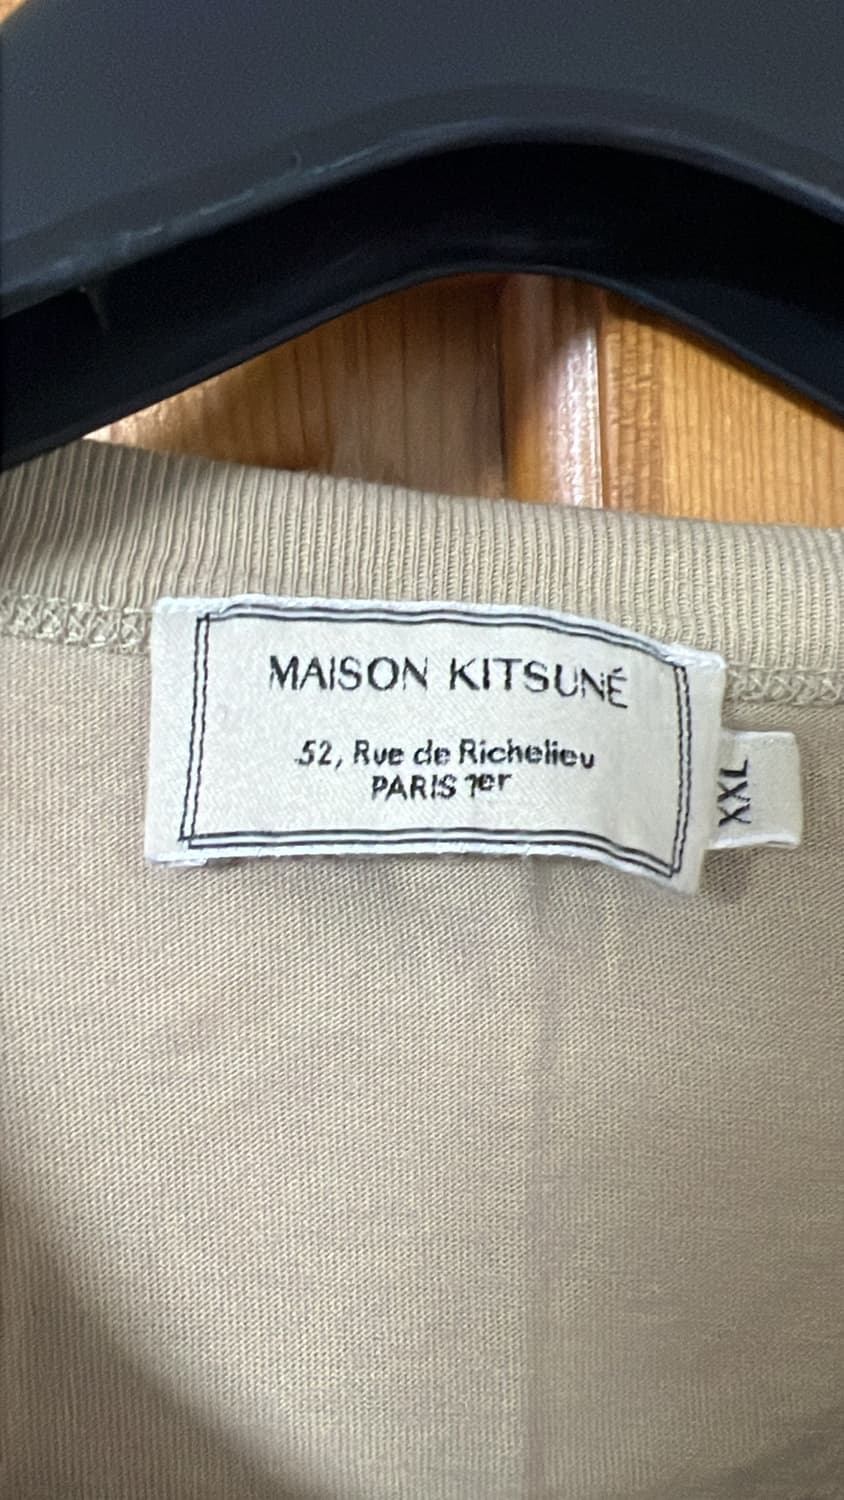 MAISON KITSUNÉ
52, Rue de Richelieu
PARIS 1er
XXL